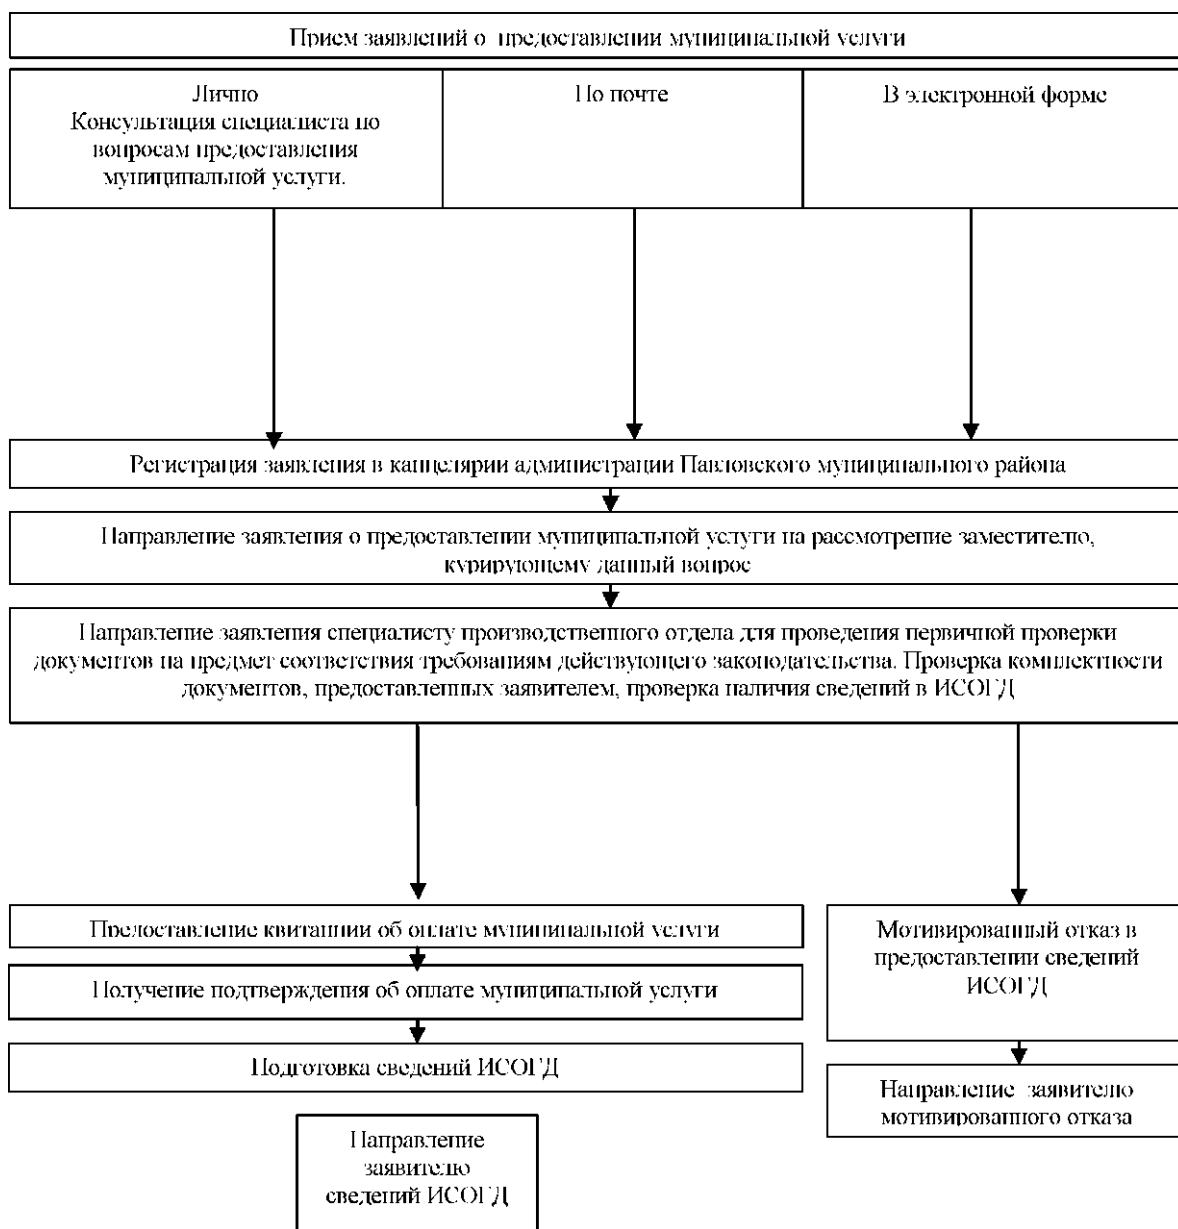 Прием заявлений о предоставлении муниципальной услуги
Лично
Консультация специалиста по
вопросам предоставления
муниципальной услуги.
По почте
В электронной форме
Регистрация заявления в канцелярии администрации Павловского муниципального района
Направление заявления о предоставлении муниципальной услуги на рассмотрение заместителю,
курирующему данный вопрос
Направление заявления специалисту производственного отдела для проведения первичной проверки
документов на предмет соответствия требованиям действующего законодательства. Проверка комплектности
документов, предоставленных заявителем, проверка наличия сведений в ИСОГД
Предоставление квитанции об оплате муниципальной услуги
Получение подтверждения об оплате муниципальной услуги
Подготовка сведений ИСОГД
Направление
заявителю
сведений ИСОГД
Мотивированный отказ в
предоставлении сведений
ИСОГД
Направление заявителю
мотивированного отказа